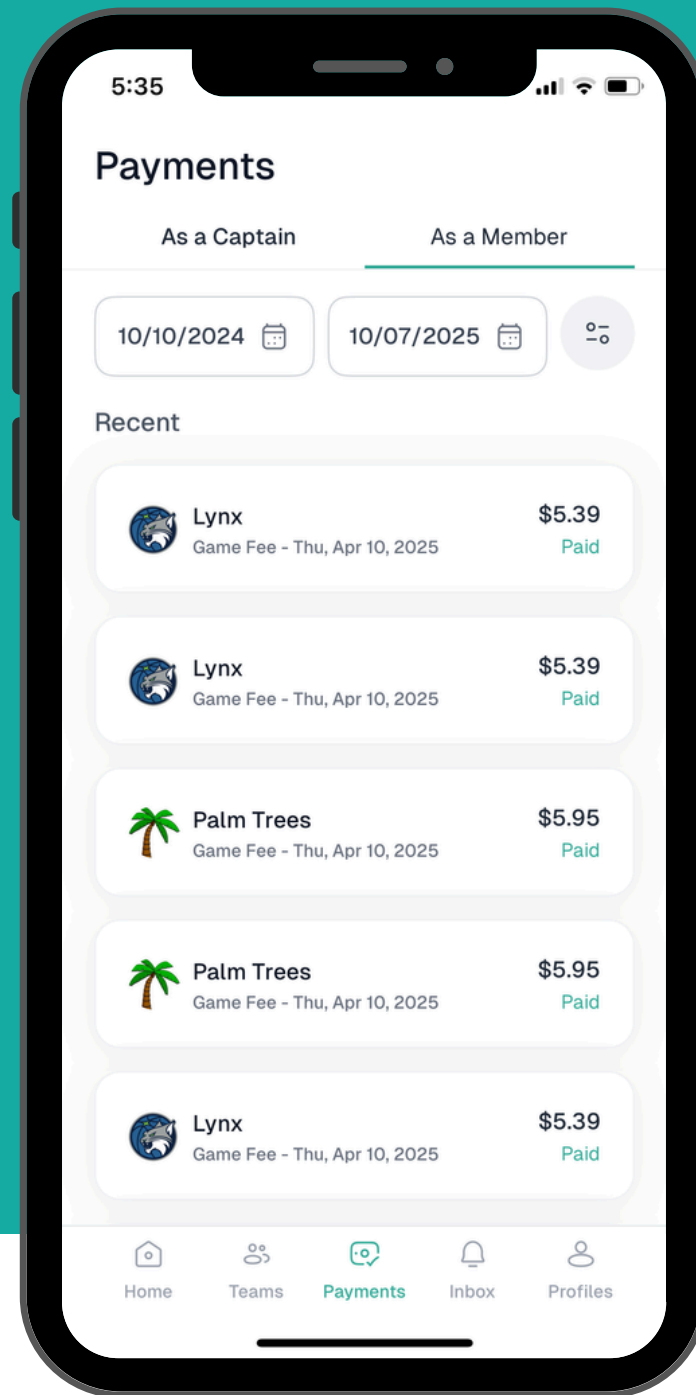 5:35
Payments
As a Captain As a Member
10/10/2024 10/07/2025
Recent
Lynx $5.39
Game Fee - Thu, Apr 10, 2025 Paid
Lynx $5.39
Game Fee - Thu, Apr 10, 2025 Paid
Palm Trees $5.95
Game Fee - Thu, Apr 10, 2025 Paid
Palm Trees $5.95
Game Fee - Thu, Apr 10, 2025 Paid
Lynx $5.39
Game Fee - Thu, Apr 10, 2025 Paid
Home Teams Payments Inbox Profiles